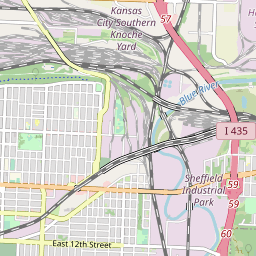 Kansas
City Southern
Knoche
Yard
57
Blue River
I 435
Sheffield
Industrial
Park
59
59
60
East 12th Street